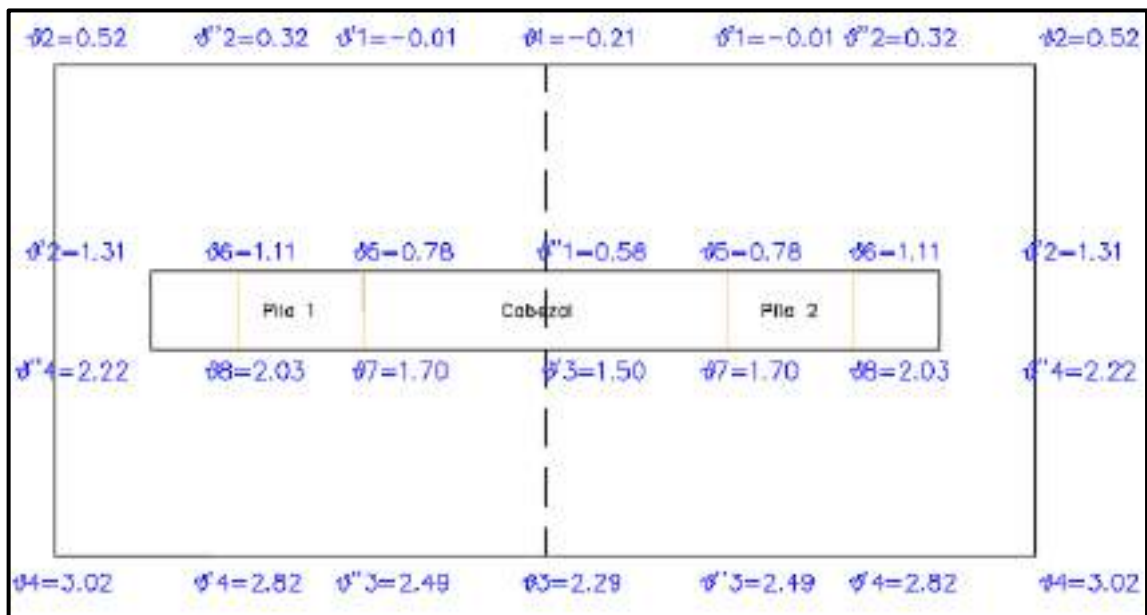 ϑ2=0.52 ϑ''2=0.32 ϑ'1=-0.01 ϑ1=-0.21 ϑ'1=-0.01 ϑ''2=0.32 ϑ2=0.52
ϑ'2=1.31 ϑ6=1.11 ϑ5=0.78 ϑ''1=0.58 ϑ5=0.78 ϑ6=1.11 ϑ'2=1.31
Pila 1 Cabezal Pila 2
ϑ''4=2.22 ϑ8=2.03 ϑ7=1.70 ϑ'3=1.50 ϑ7=1.70 ϑ8=2.03 ϑ''4=2.22
ϑ4=3.02 ϑ'4=2.82 ϑ''3=2.49 ϑ3=2.29 ϑ''3=2.49 ϑ'4=2.82 ϑ4=3.02